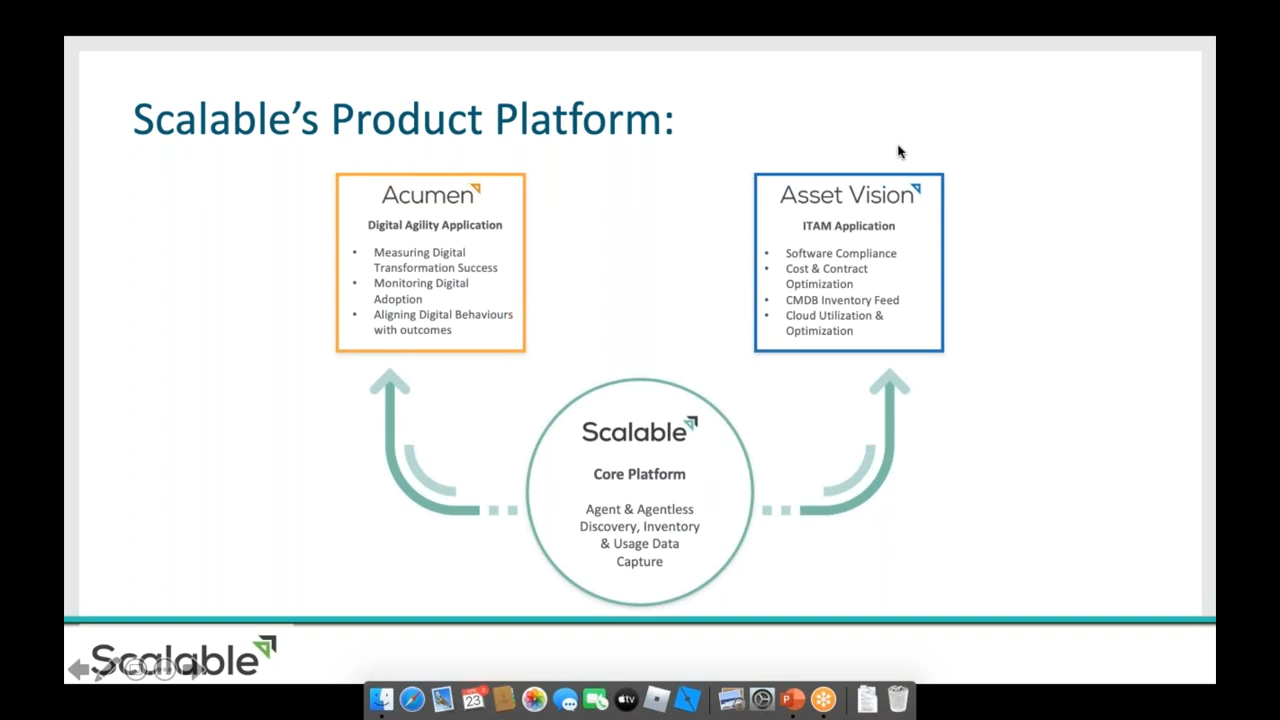 Scalable’s Product Platform:
Acumen
Digital Agility Application
• Measuring Digital
Transformation Success
• Monitoring Digital
Adoption
• Aligning Digital Behaviours
with outcomes
Asset Vision
ITAM Application
• Software Compliance
• Cost & Contract
Optimization
• CMDB Inventory Feed
• Cloud Utilization &
Optimization
Scalable
Core Platform
Agent & Agentless
Discovery, Inventory
& Usage Data
Capture
Scalable
23
tv